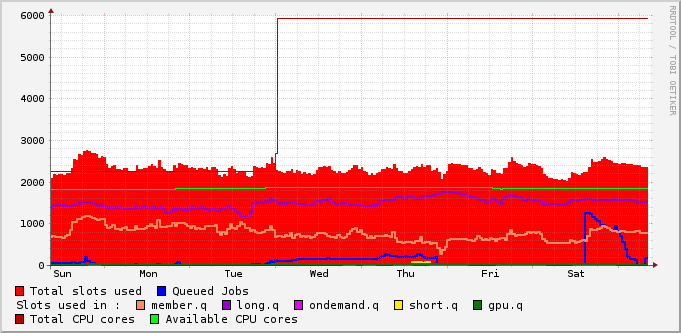 6000
5000
4000
3000
2000
1000
0
Sun Mon Tue Wed Thu Fri Sat
RRDTOOL / TOBI OETIKER
Total slots used Queued Jobs
Slots used in : member.q long.q ondemand.q short.q gpu.q
Total CPU cores Available CPU cores